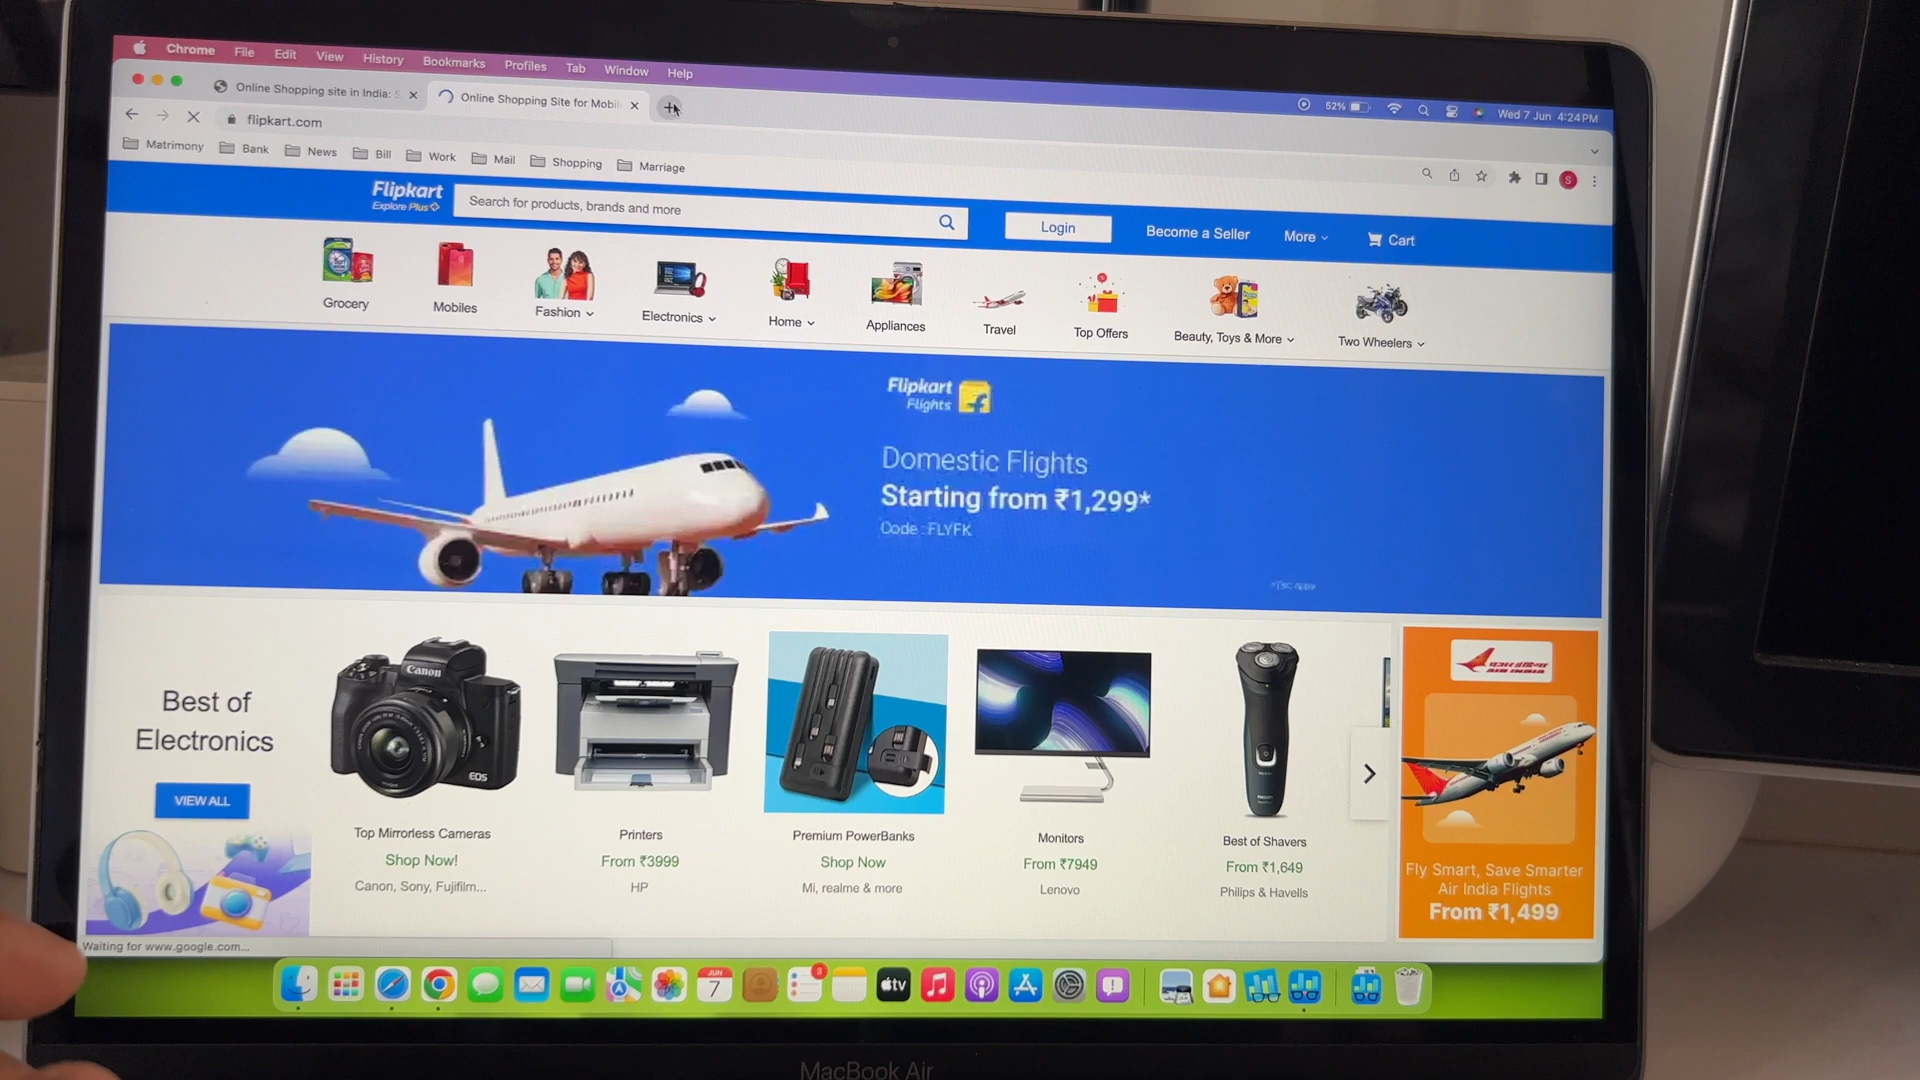 Chrome File Edit View History Bookmarks Profiles Tab Window Help
52% Wed 7 Jun 4:24PM
Online Shopping site in India: S
Online Shopping Site for Mobil
flipkart.com
Matrimony Bank News Bill Work Mail Shopping Marriage
S
Flipkart
Explore Plus
Search for products, brands and more
Login
Become a Seller
More
Cart
Grocery
Mobiles
Fashion
Electronics
Home
Appliances
Travel
Top Offers
Beauty, Toys & More
Two Wheelers
Flipkart
Flights
Domestic Flights
Starting from ₹1,299*
Code : FLYFK
Best of
Electronics
VIEW ALL
Canon
EOS
Top Mirrorless Cameras
Shop Now!
Canon, Sony, Fujifilm...
Printers
From ₹3999
HP
Premium PowerBanks
Shop Now
Mi, realme & more
Monitors
From ₹7949
Lenovo
Best of Shavers
From ₹1,649
Philips & Havells
AIR INDIA
Fly Smart, Save Smarter
Air India Flights
From ₹1,499
Waiting for www.google.com...
JUN
7
3
tv
MacBook Air